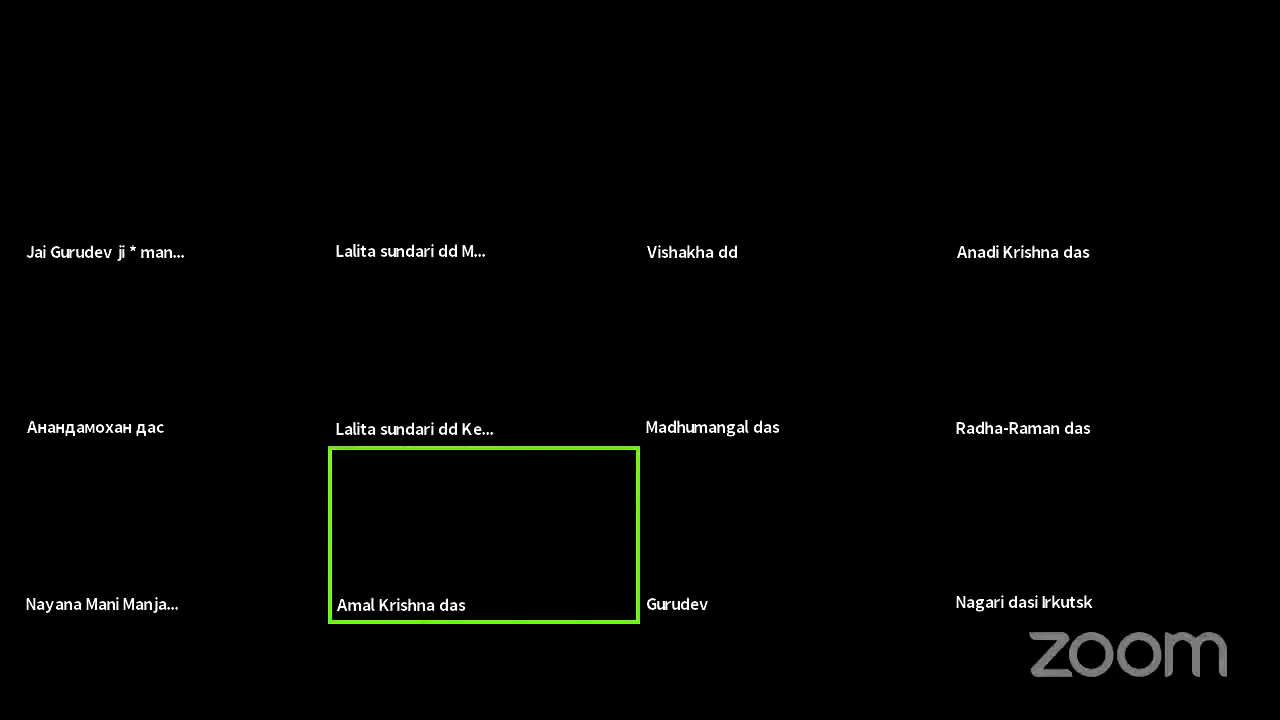 Jai Gurudev ji * man...
Lalita sundari dd M...
Vishakha dd
Anadi Krishna das
Анандамохан дас
Lalita sundari dd Ke...
Madhumangal das
Radha-Raman das
Nayana Mani Manja...
Amal Krishna das
Gurudev
Nagari dasi Irkutsk
zoom